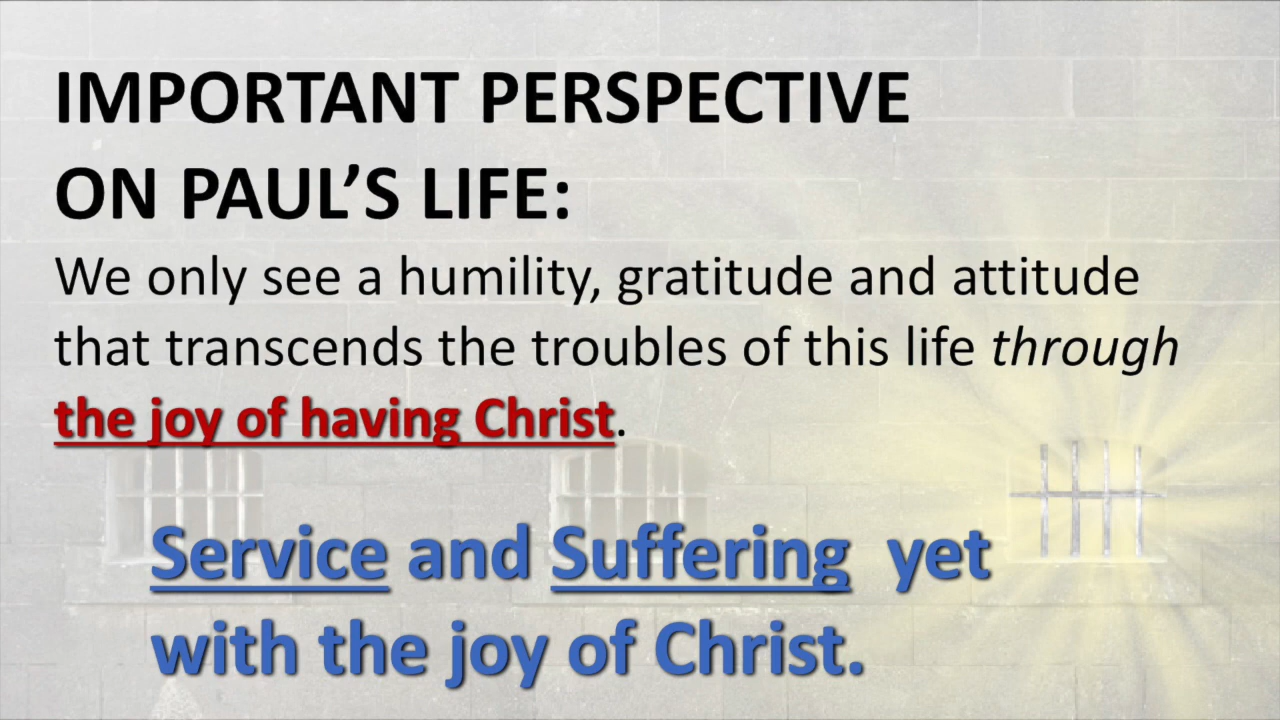 IMPORTANT PERSPECTIVE
ON PAUL’S LIFE:
We only see a humility, gratitude and attitude
that transcends the troubles of this life through
the joy of having Christ.
Service and Suffering yet
with the joy of Christ.